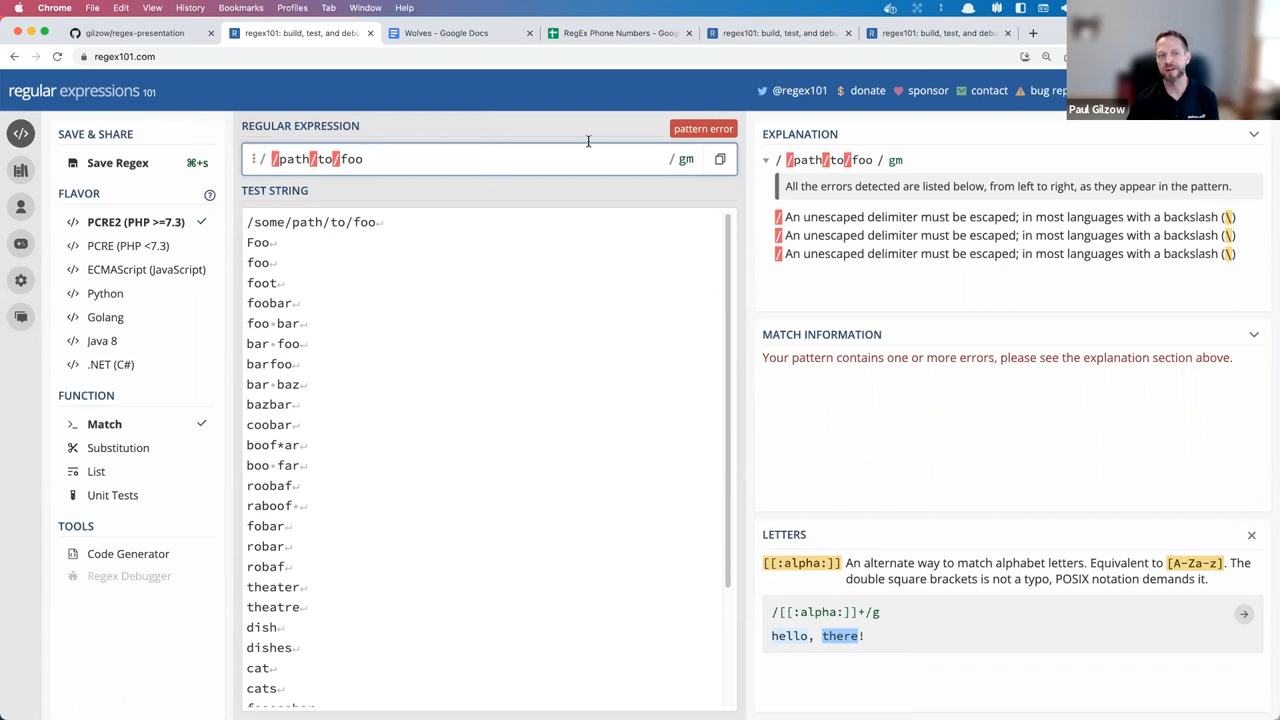 Chrome File Edit View History Bookmarks Profiles Tab Window Help
gilzow/regex-presentation
regex101: build, test, and debu
Wolves - Google Docs
RegEx Phone Numbers - Goog
regex101: build, test, and debu
regex101: build, test, and debu
regex101.com
regular expressions 101
@regex101 donate sponsor contact bug rep
Paul Gilzow
SAVE & SHARE
Save Regex ⌘+s
FLAVOR
PCRE2 (PHP >=7.3)
PCRE (PHP <7.3)
ECMAScript (JavaScript)
Python
Golang
Java 8
.NET (C#)
FUNCTION
Match
Substitution
List
Unit Tests
TOOLS
Code Generator
Regex Debugger
REGULAR EXPRESSION
pattern error
/ /path/to/foo / gm
TEST STRING
/some/path/to/foo↵
Foo↵
foo↵
foot↵
foobar↵
foo·bar↵
bar·foo↵
barfoo↵
bar·baz↵
bazbar↵
coobar↵
boof*ar↵
boo·far↵
roobaf↵
raboof·↵
fobar↵
robar↵
robaf↵
theater↵
theatre↵
dish↵
dishes↵
cat↵
cats↵
EXPLANATION
/ /path/to/foo / gm
All the errors detected are listed below, from left to right, as they appear in the pattern.
/ An unescaped delimiter must be escaped; in most languages with a backslash (\)
/ An unescaped delimiter must be escaped; in most languages with a backslash (\)
/ An unescaped delimiter must be escaped; in most languages with a backslash (\)
MATCH INFORMATION
Your pattern contains one or more errors, please see the explanation section above.
LETTERS
[[:alpha:]] An alternate way to match alphabet letters. Equivalent to [A-Za-z]. The
double square brackets is not a typo, POSIX notation demands it.
/[[:alpha:]]+/g
hello, there!